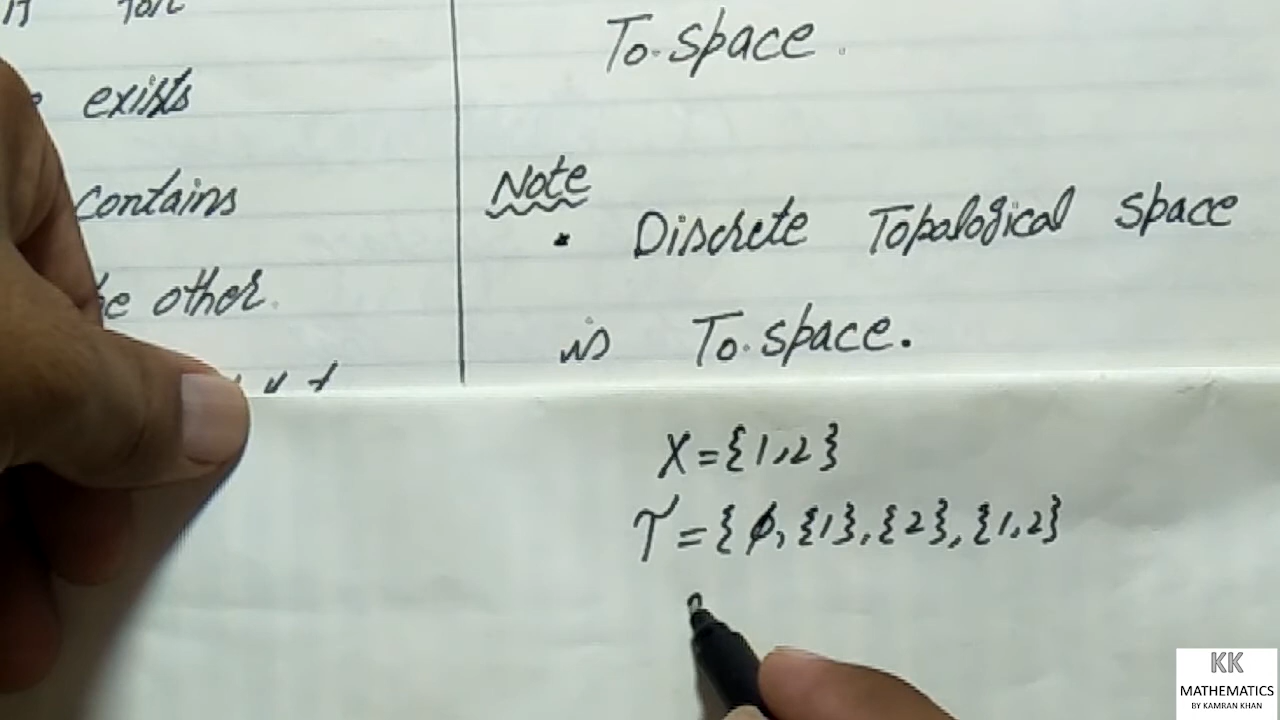 To space.
exists
contains
other.
Note
• Discrete Topological space
is To space.
X = {1,2}
τ = {ϕ, {1}, {2}, {1,2}
KK
MATHEMATICS
BY KAMRAN KHAN